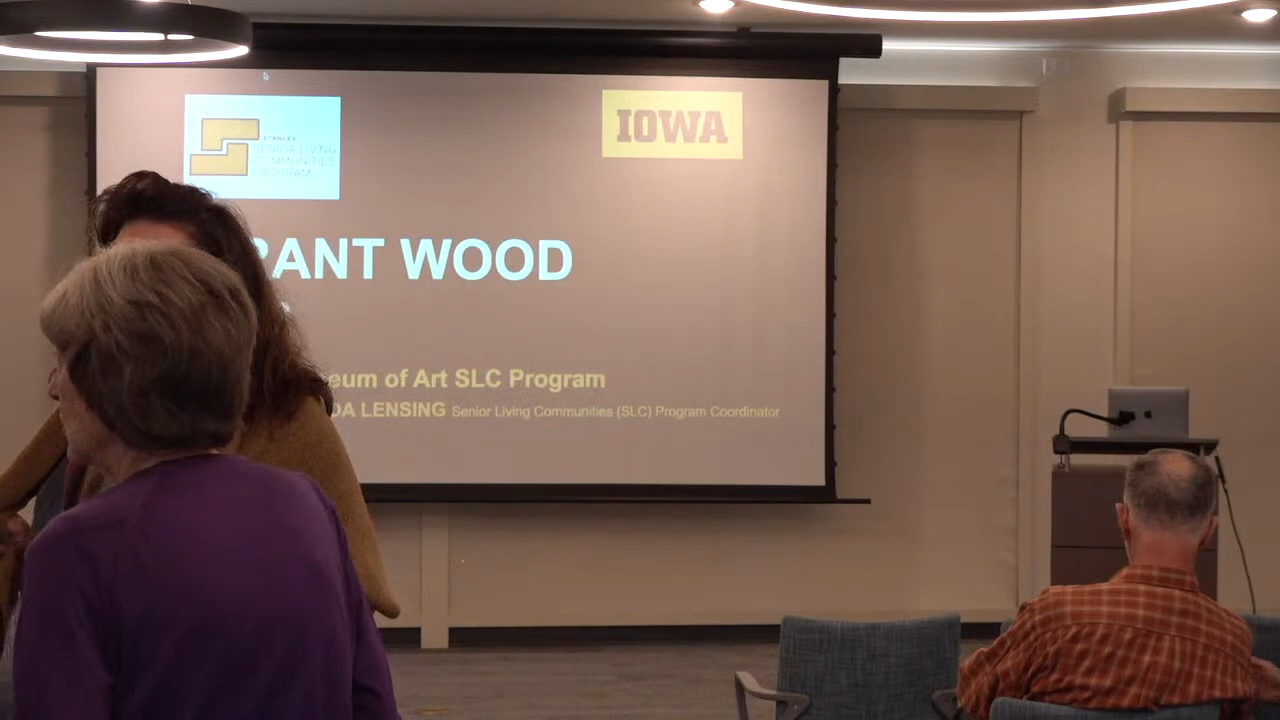 STANLEY
SENIOR LIVING
COMMUNITIES
PROGRAM
IOWA
RANT WOOD
eum of Art SLC Program
DA LENSING Senior Living Communities (SLC) Program Coordinator